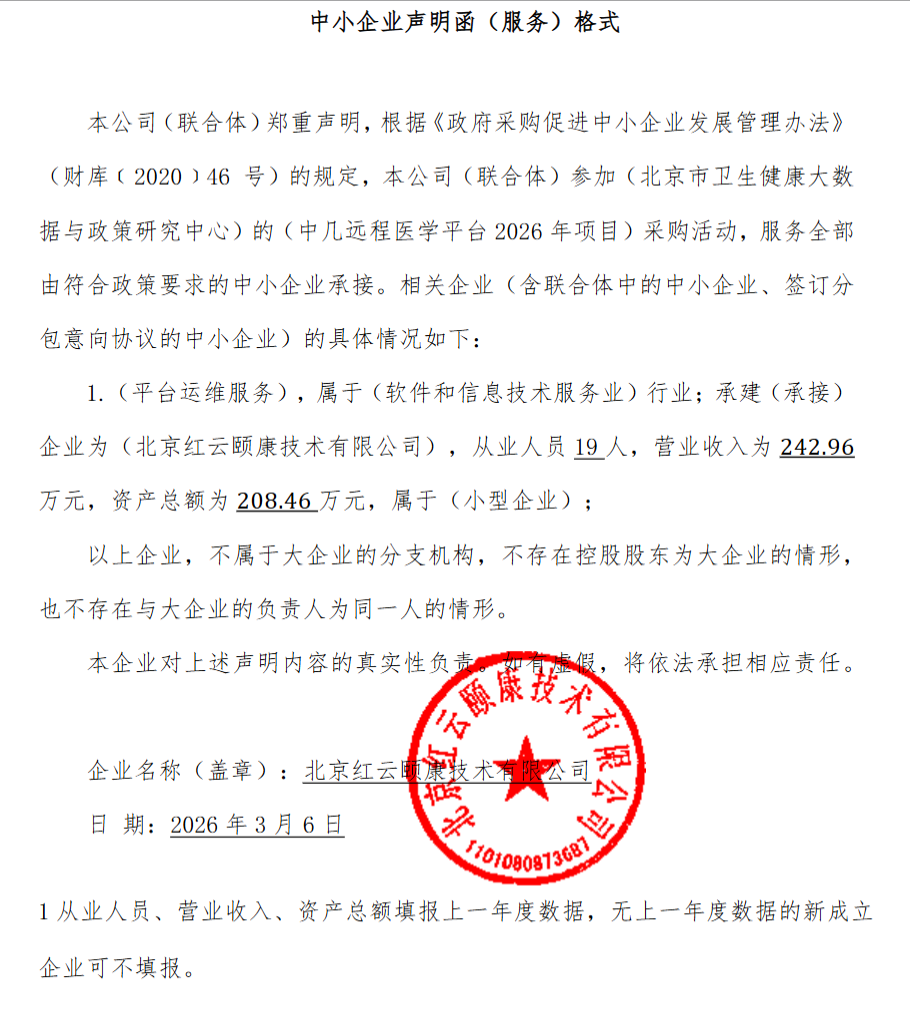 中小企业声明函（服务）格式
本公司（联合体）郑重声明，根据《政府采购促进中小企业发展管理办法》
（财库﹝2020﹞46 号）的规定，本公司（联合体）参加（北京市卫生健康大数
据与政策研究中心）的（中几远程医学平台 2026 年项目）采购活动，服务全部
由符合政策要求的中小企业承接。相关企业（含联合体中的中小企业、签订分
包意向协议的中小企业）的具体情况如下：
1.（平台运维服务），属于（软件和信息技术服务业）行业；承建（承接）
企业为（北京红云颐康技术有限公司），从业人员 19 人，营业收入为 242.96
万元，资产总额为 208.46 万元，属于（小型企业）；
以上企业，不属于大企业的分支机构，不存在控股股东为大企业的情形，
也不存在与大企业的负责人为同一人的情形。
本企业对上述声明内容的真实性负责。如有虚假，将依法承担相应责任。
企业名称（盖章）：北京红云颐康技术有限公司
日 期：2026 年 3 月 6 日
北京红云颐康技术有限公司
1101080873687
1 从业人员、营业收入、资产总额填报上一年度数据，无上一年度数据的新成立
企业可不填报。